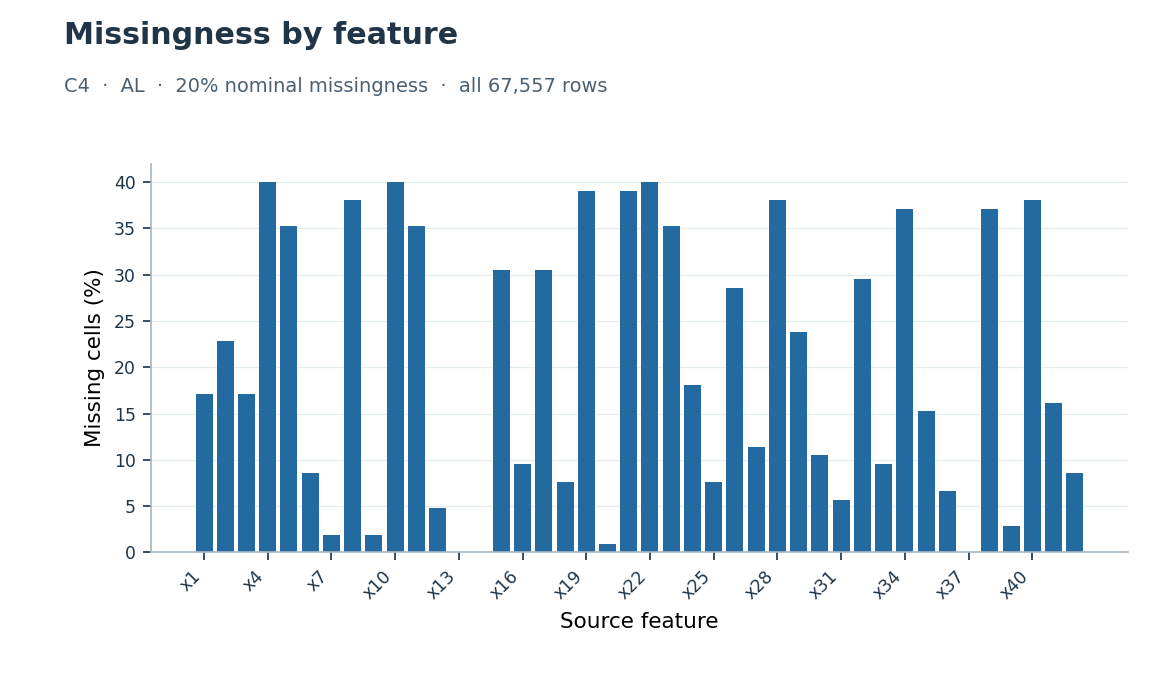 Missingness by feature
C4 · AL · 20% nominal missingness · all 67,557 rows
Missing cells (%)
40
35
30
25
20
15
10
5
0
x1 x4 x7 x10 x13 x16 x19 x22 x25 x28 x31 x34 x37 x40
Source feature